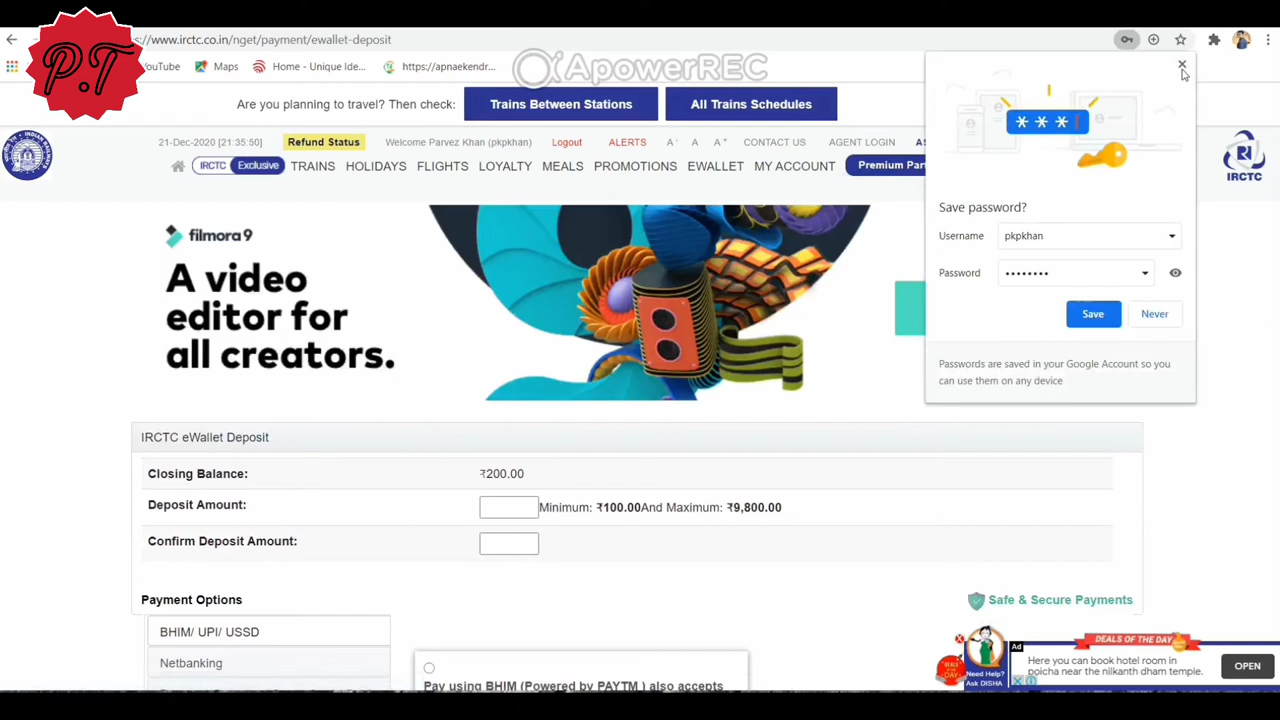 P.T
//www.irctc.co.in/nget/payment/ewallet-deposit
YouTube
Maps
Home - Unique Ide...
https://apnaekendr...
ApowerREC
Are you planning to travel? Then check:
Trains Between Stations
All Trains Schedules
21-Dec-2020 [21:35:50]
Refund Status
Welcome Parvez Khan (pkpkhan)
Logout
ALERTS
A-
A
A+
CONTACT US
AGENT LOGIN
IRCTC
Exclusive
TRAINS
HOLIDAYS
FLIGHTS
LOYALTY
MEALS
PROMOTIONS
EWALLET
MY ACCOUNT
Premium Par
IRCTC
***
Save password?
Username
pkpkhan
Password
••••••••
Save
Never
Passwords are saved in your Google Account so you
can use them on any device
filmora9
A video
editor for
all creators.
IRCTC eWallet Deposit
Closing Balance:
₹200.00
Deposit Amount:
Minimum: ₹100.00And Maximum: ₹9,800.00
Confirm Deposit Amount:
Payment Options
Safe & Secure Payments
BHIM/ UPI/ USSD
Netbanking
Pay using BHIM (Powered by PAYTM ) also accepts
DEALS OF THE DAY
Need Help?
Ask DISHA
Ad
Here you can book hotel room in
poicha near the nilkanth dham temple.
OPEN